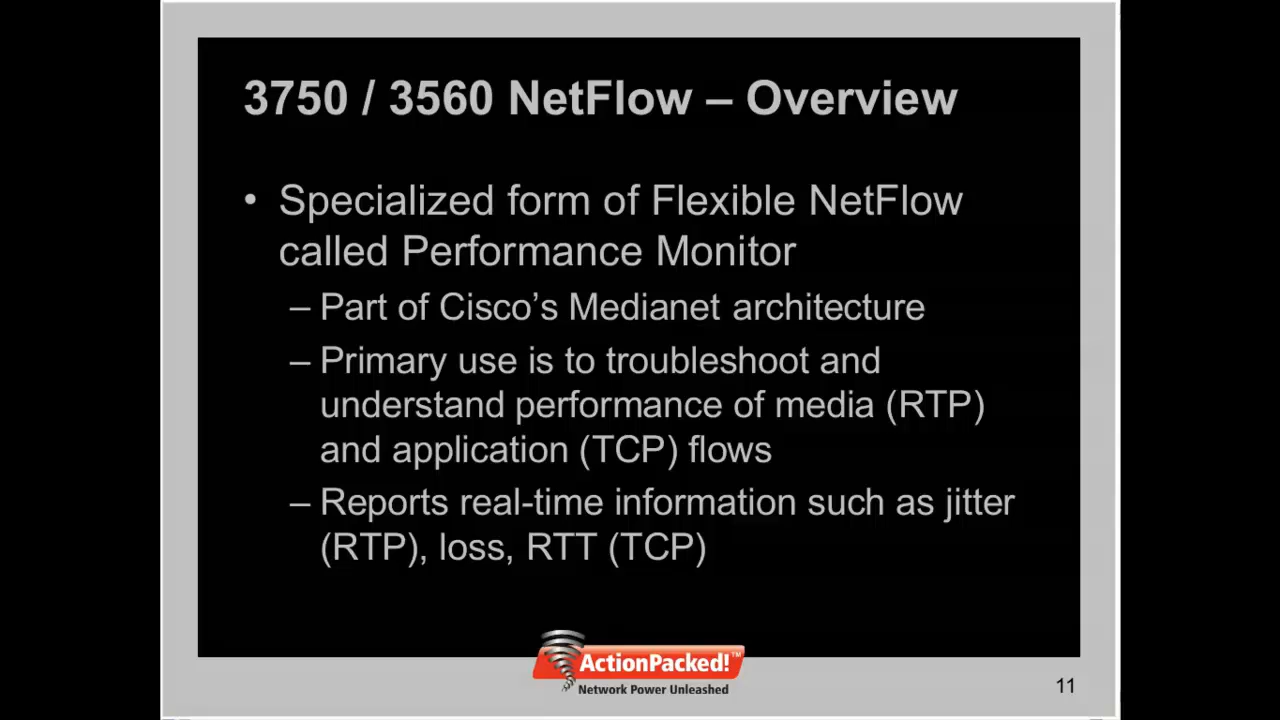 3750 / 3560 NetFlow – Overview
• Specialized form of Flexible NetFlow
called Performance Monitor
– Part of Cisco’s Medianet architecture
– Primary use is to troubleshoot and
understand performance of media (RTP)
and application (TCP) flows
– Reports real-time information such as jitter
(RTP), loss, RTT (TCP)
ActionPacked!™
Network Power Unleashed
11